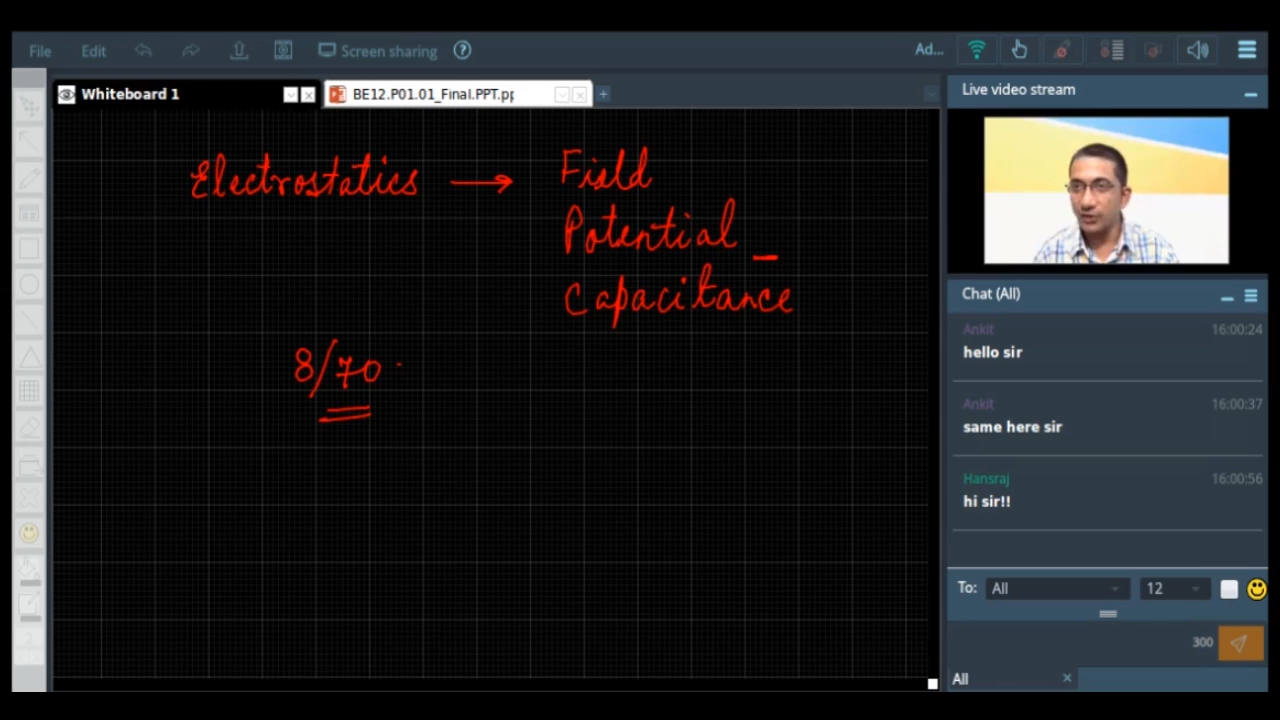 File Edit Screen sharing ? Ad...
Whiteboard 1
BE12.P01.01_Final.PPT.pp
Live video stream
Electrostatics → Field
Potential _
Capacitance
8/70
Chat (All)
Ankit 16:00:24
hello sir
Ankit 16:00:37
same here sir
Hansraj 16:00:56
hi sir!!
To: All 12
300
All